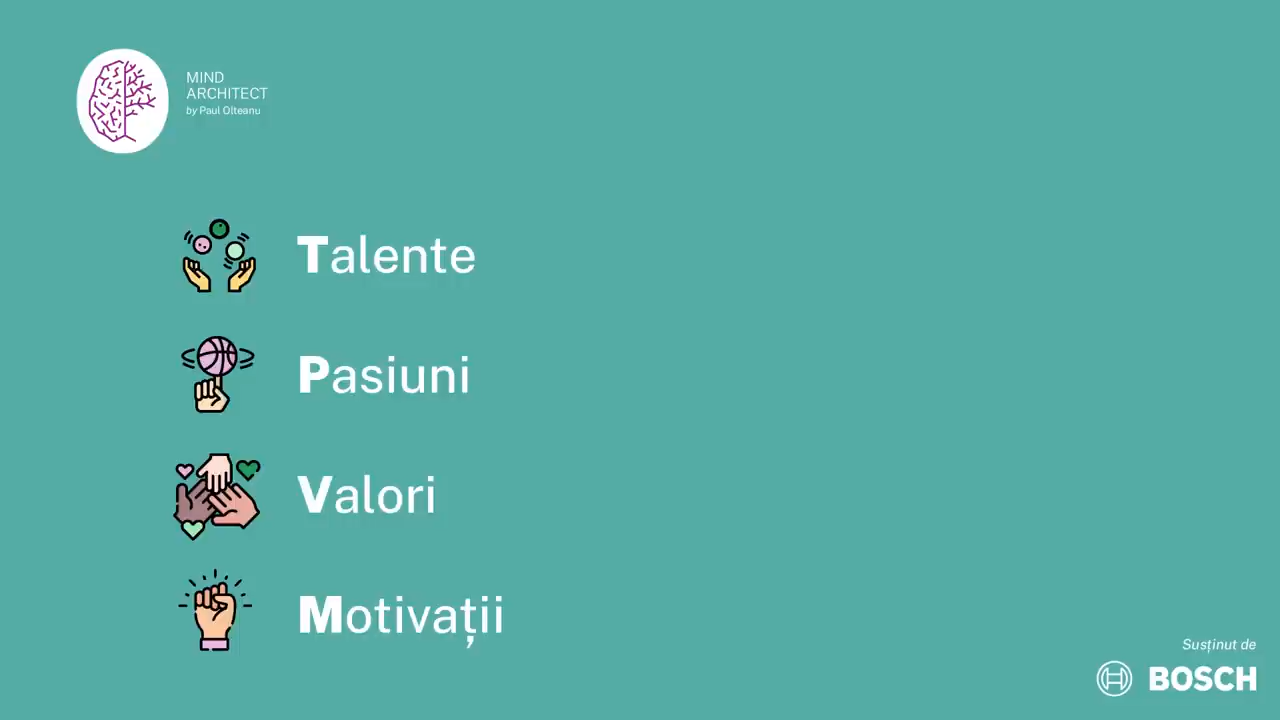 MIND
ARCHITECT
by Paul Olteanu
Talente
Pasiuni
Valori
Motivații
Susținut de
BOSCH